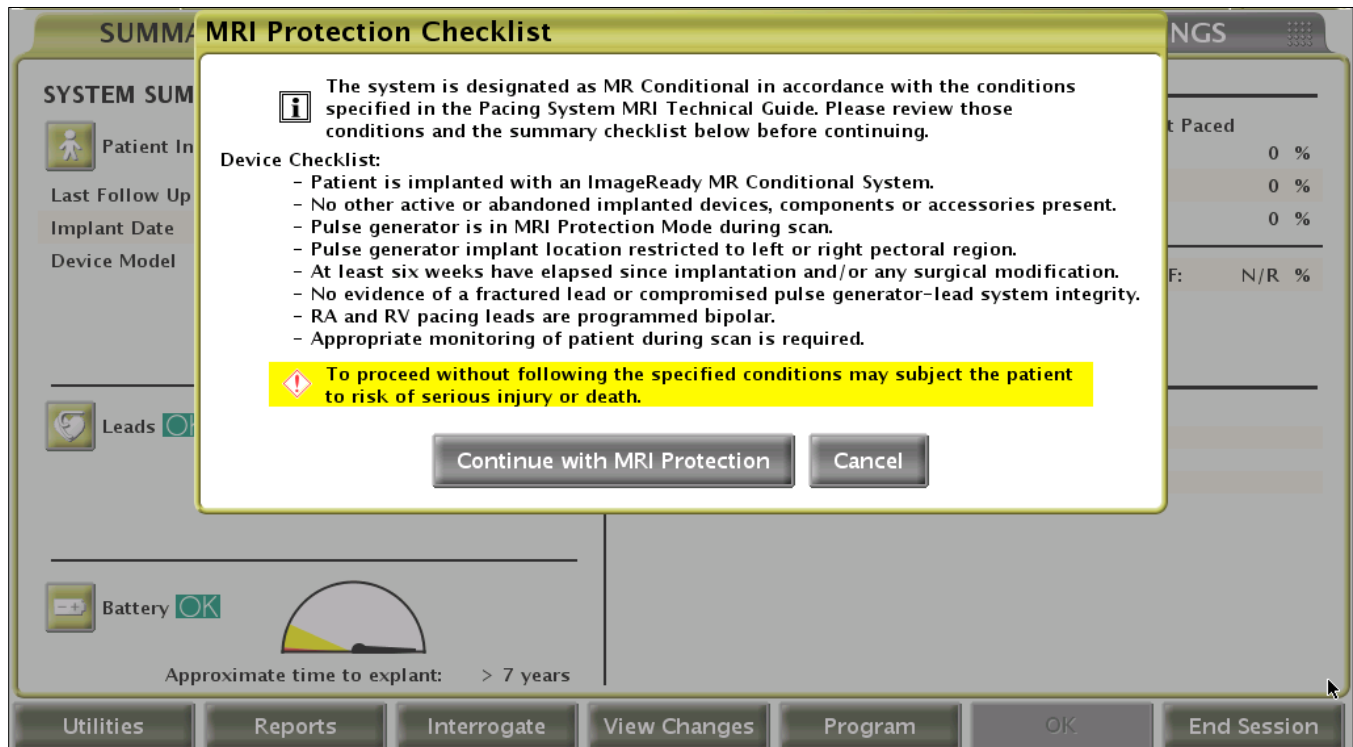 SUMMA
MRI Protection Checklist
NGS
The system is designated as MR Conditional in accordance with the conditions
specified in the Pacing System MRI Technical Guide. Please review those
conditions and the summary checklist below before continuing.
Device Checklist:
- Patient is implanted with an ImageReady MR Conditional System.
- No other active or abandoned implanted devices, components or accessories present.
- Pulse generator is in MRI Protection Mode during scan.
- Pulse generator implant location restricted to left or right pectoral region.
- At least six weeks have elapsed since implantation and/or any surgical modification.
- No evidence of a fractured lead or compromised pulse generator-lead system integrity.
- RA and RV pacing leads are programmed bipolar.
- Appropriate monitoring of patient during scan is required.
To proceed without following the specified conditions may subject the patient
to risk of serious injury or death.
Continue with MRI Protection
Cancel
SYSTEM SUM
Patient In
Last Follow Up
Implant Date
Device Model
t Paced
0 %
0 %
0 %
F: N/R %
Leads OK
Battery OK
Approximate time to explant: > 7 years
Utilities
Reports
Interrogate
View Changes
Program
OK
End Session